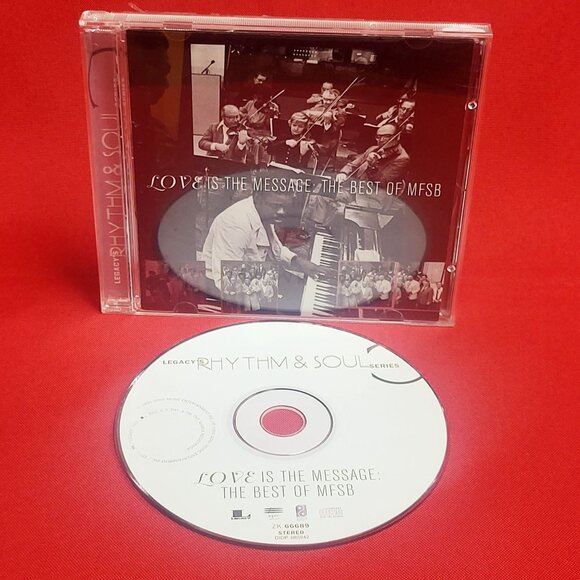 LEGACY'S RHYTHM & SOUL SERIES
LOVE IS THE MESSAGE: THE BEST OF MFSB
LEGACY'S RHYTHM & SOUL SERIES
LOVE IS THE MESSAGE:
THE BEST OF MFSB
ZK 66689
STEREO